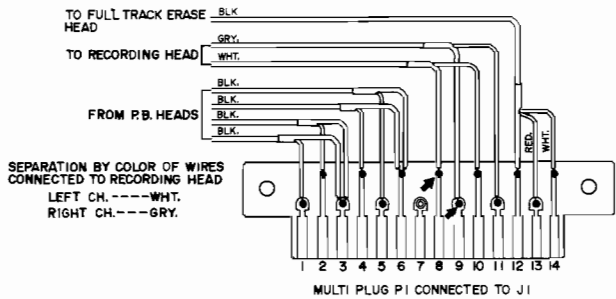 TO FULL TRACK ERASE HEAD
BLK
TO RECORDING HEAD
GRY.
WHT.
FROM P.B. HEADS
BLK.
BLK.
BLK.
BLK.
RED.
WHT.
SEPARATION BY COLOR OF WIRES
CONNECTED TO RECORDING HEAD
LEFT CH.----WHT.
RIGHT CH.---GRY.
1 2 3 4 5 6 7 8 9 10 11 12 13 14
MULTI PLUG P1 CONNECTED TO J1